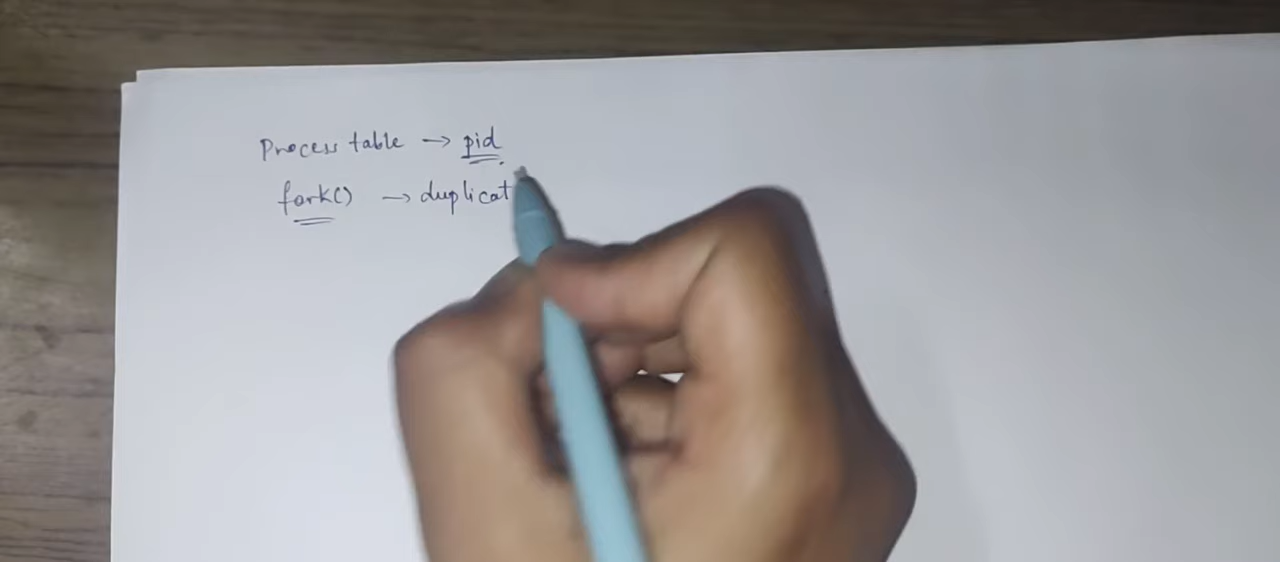 Process table → pid
fork() → duplicat